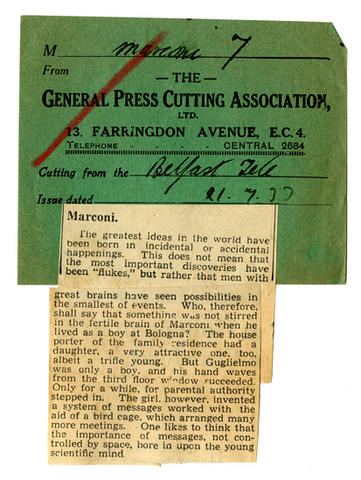 M marconi 7
From
— THE —
GENERAL PRESS CUTTING ASSOCIATION,
LTD.
13, FARRINGDON AVENUE, E.C.4.
TELEPHONE - CENTRAL 2684
Cutting from the Belfast Tele
Issue dated 21.7.37
Marconi.
The greatest ideas in the world have
been born in incidental or accidental
happenings. This does not mean that
the most important discoveries have
been "flukes," but rather that men with
great brains have seen possibilities in
the smallest of events. Who, therefore,
shall say that something was not stirred
in the fertile brain of Marconi when he
lived as a boy at Bologna? The house
porter of the family residence had a
daughter, a very attractive one, too,
albeit a trifle young. But Guglielmo
was only a boy, and his hand waves
from the third floor window succeeded.
Only for a while, for parental authority
stepped in. The girl, however, invented
a system of messages worked with the
aid of a bird cage, which arranged many
more meetings. One likes to think that
the importance of messages, not con-
trolled by space, bore in upon the young
scientific mind